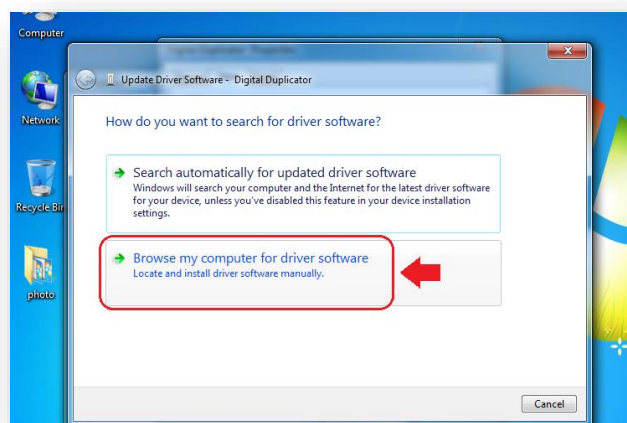 Computer
Digital Duplicator Properties
Update Driver Software - Digital Duplicator
Network
How do you want to search for driver software?
Search automatically for updated driver software
Windows will search your computer and the Internet for the latest driver software
for your device, unless you've disabled this feature in your device installation
settings.
Recycle Bin
Browse my computer for driver software
Locate and install driver software manually.
photo
Cancel